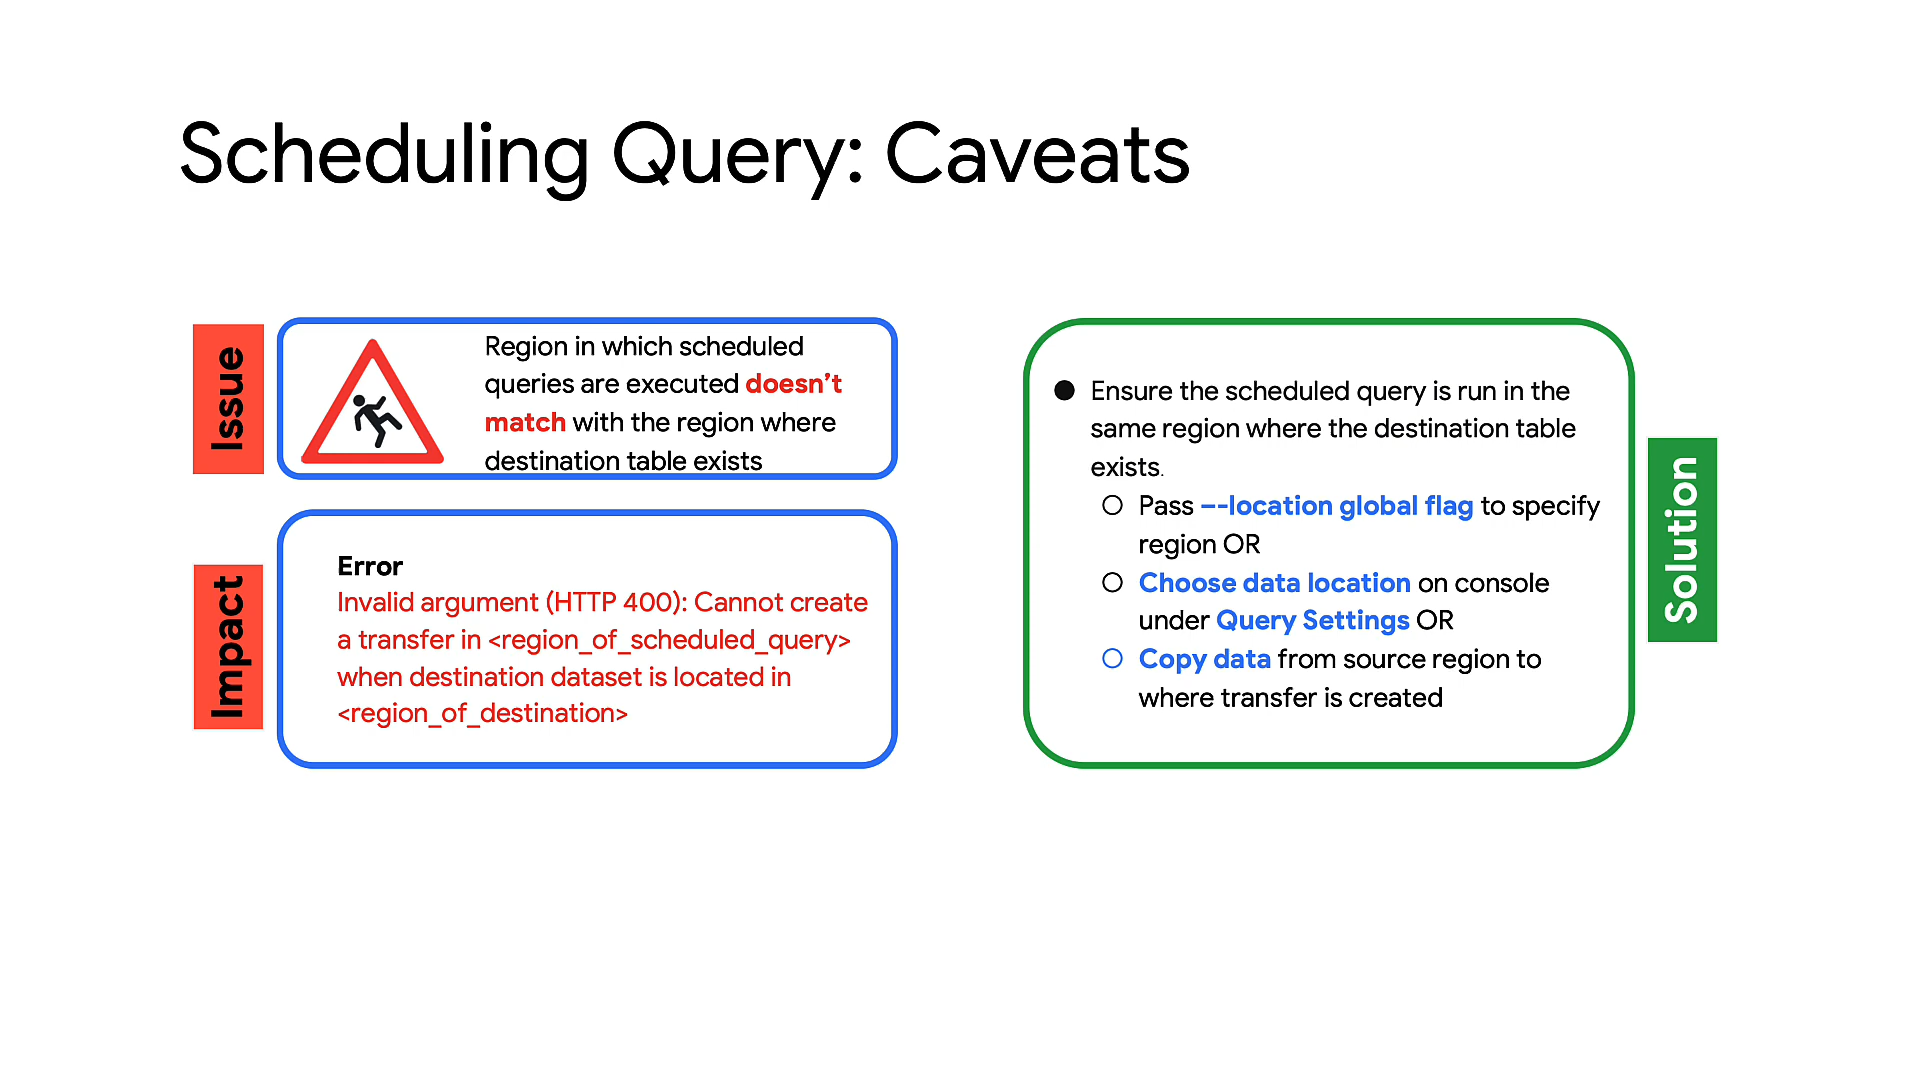 Scheduling Query: Caveats
Issue
Region in which scheduled
queries are executed doesn’t
match with the region where
destination table exists
Impact
Error
Invalid argument (HTTP 400): Cannot create
a transfer in <region_of_scheduled_query>
when destination dataset is located in
<region_of_destination>
● Ensure the scheduled query is run in the
same region where the destination table
exists.
○ Pass –-location global flag to specify
region OR
○ Choose data location on console
under Query Settings OR
○ Copy data from source region to
where transfer is created
Solution